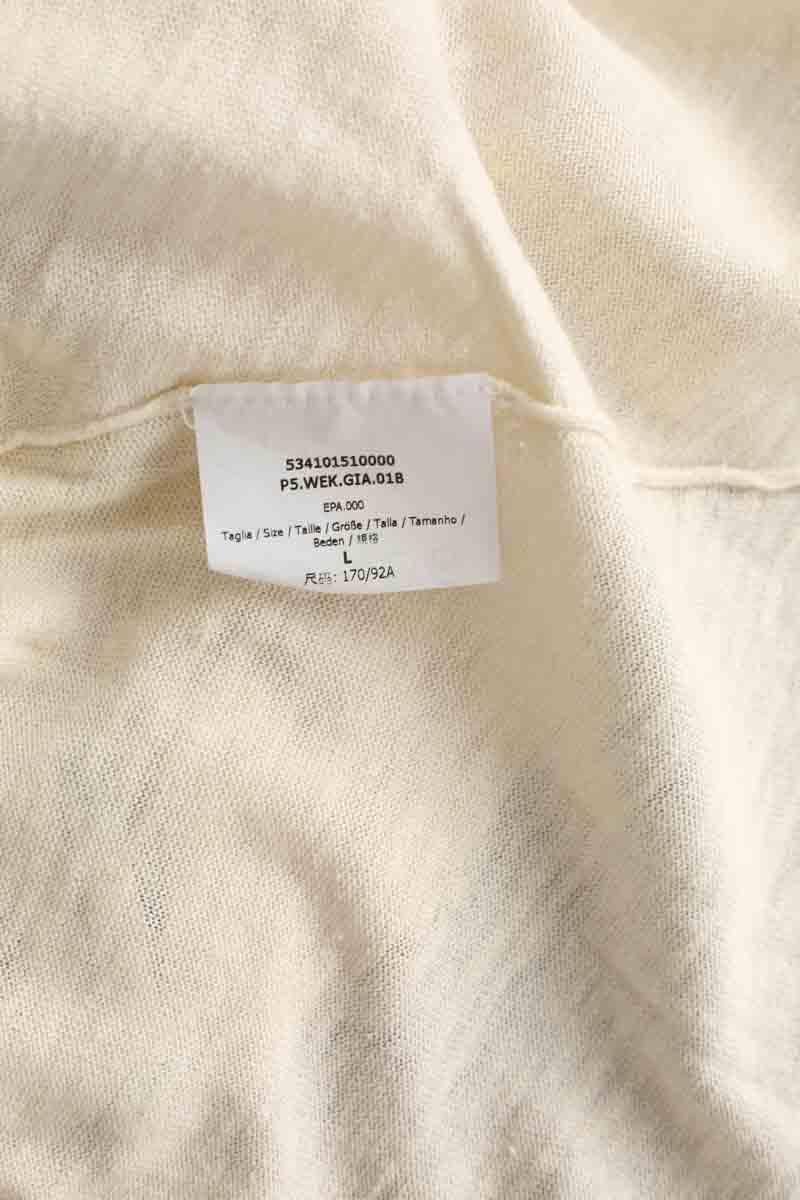 534101510000
P5.WEK.GIA.01B
EPA.000
Taglia / Size / Taille / Größe / Talla / Tamanho /
Beden / 規格
L
尺码: 170/92A